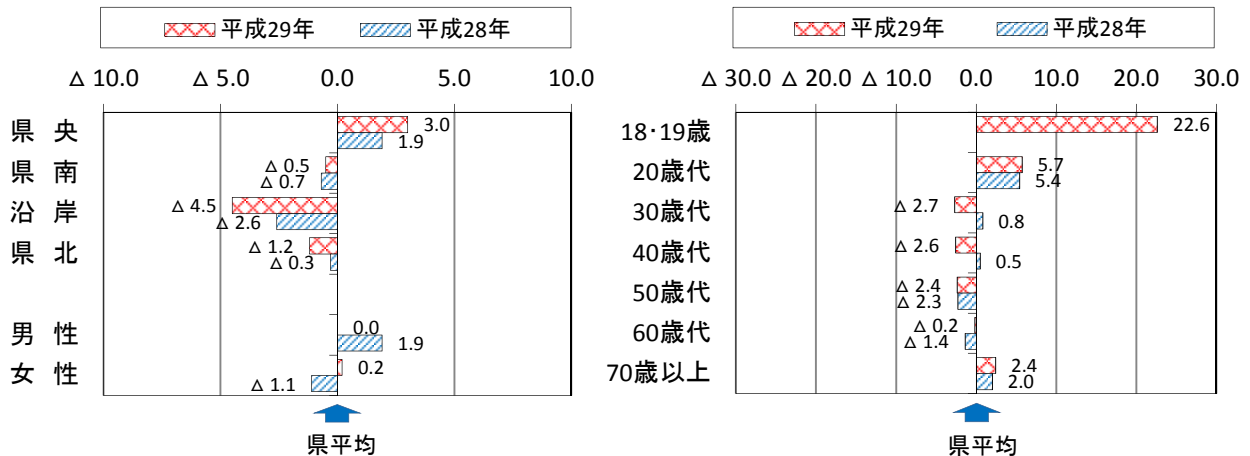 平成29年 平成28年
Δ 10.0 Δ 5.0 0.0 5.0 10.0
県 央 3.0
1.9
県 南 Δ 0.5
Δ 0.7
沿 岸 Δ 4.5
Δ 2.6
県 北 Δ 1.2
Δ 0.3
男 性 0.0
1.9
女 性 0.2
Δ 1.1
県平均
平成29年 平成28年
Δ 30.0 Δ 20.0 Δ 10.0 0.0 10.0 20.0 30.0
18･19歳 22.6
20歳代 5.7
5.4
30歳代 Δ 2.7
0.8
40歳代 Δ 2.6
0.5
50歳代 Δ 2.4
Δ 2.3
60歳代 Δ 0.2
Δ 1.4
70歳以上 2.4
2.0
県平均